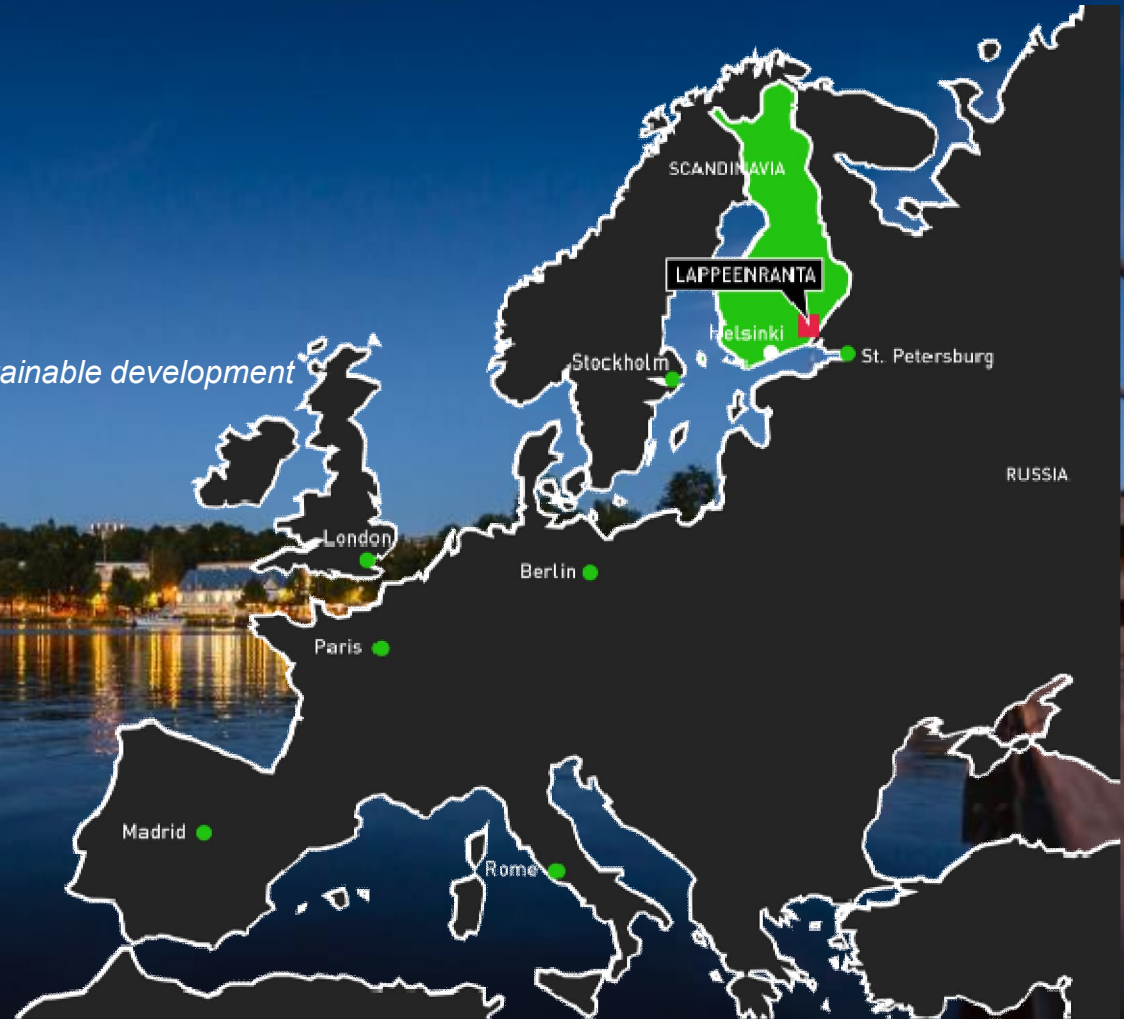 SCANDINAVIA
LAPPEENRANTA
Helsinki
St. Petersburg
Stockholm
ainable development
RUSSIA
London
Berlin
Paris
Madrid
Rome